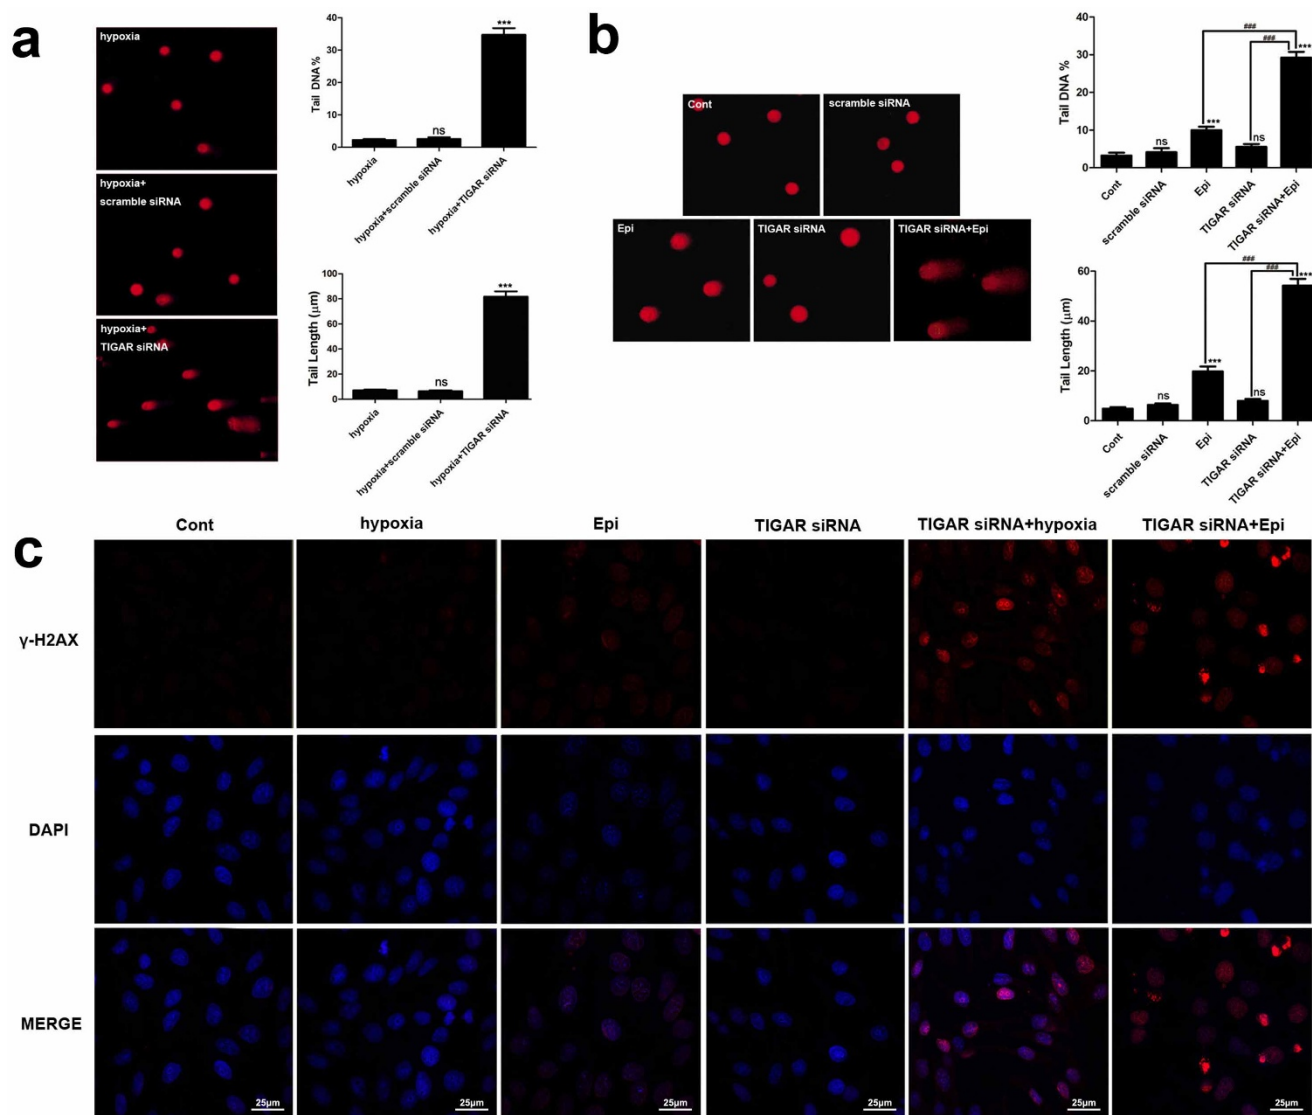 a
hypoxia
hypoxia+
scramble siRNA
hypoxia+
TIGAR siRNA
Tail DNA %
40
30
20
10
0
ns
***
hypoxia
hypoxia+scramble siRNA
hypoxia+TIGAR siRNA
Tail Length (μm)
100
80
60
40
20
0
ns
***
hypoxia
hypoxia+scramble siRNA
hypoxia+TIGAR siRNA
b
Cont
scramble siRNA
Epi
TIGAR siRNA
TIGAR siRNA+Epi
Tail DNA %
40
30
20
10
0
ns
***
ns
***
###
###
Cont
scramble siRNA
Epi
TIGAR siRNA
TIGAR siRNA+Epi
Tail Length (μm)
60
40
20
0
ns
***
ns
***
###
###
Cont
scramble siRNA
Epi
TIGAR siRNA
TIGAR siRNA+Epi
c
Cont hypoxia Epi TIGAR siRNA TIGAR siRNA+hypoxia TIGAR siRNA+Epi
γ-H2AX
DAPI
MERGE
25μm 25μm 25μm 25μm 25μm 25μm